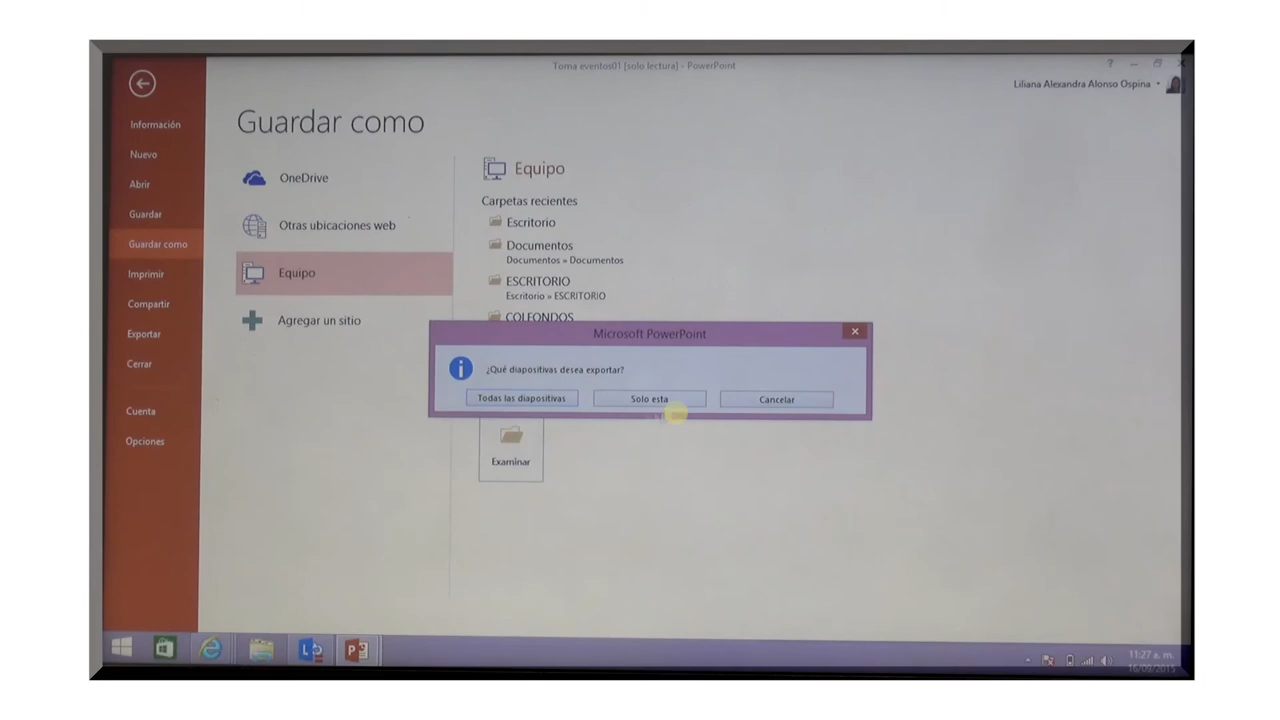 Toma eventos01 [solo lectura] - PowerPoint
Liliana Alexandra Alonso Ospina
Información
Nuevo
Abrir
Guardar
Guardar como
Imprimir
Compartir
Exportar
Cerrar
Cuenta
Opciones
Guardar como
OneDrive
Otras ubicaciones web
Equipo
Agregar un sitio
Equipo
Carpetas recientes
Escritorio
Documentos
Documentos » Documentos
ESCRITORIO
Escritorio » ESCRITORIO
COLFONDOS
Microsoft PowerPoint
¿Qué diapositivas desea exportar?
Todas las diapositivas
Solo esta
Cancelar
Examinar
11:27 a. m.
16/09/2015